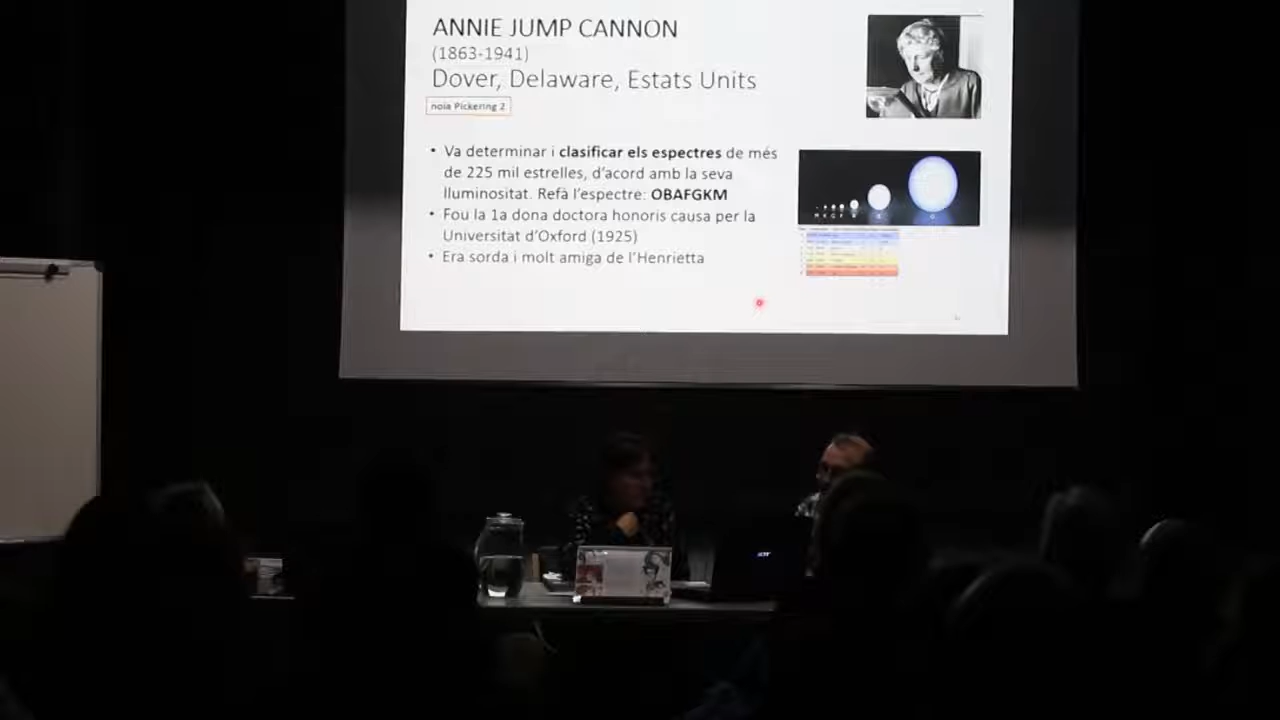 ANNIE JUMP CANNON
(1863-1941)
Dover, Delaware, Estats Units
noia Pickering 2
• Va determinar i clasificar els espectres de més
de 225 mil estrelles, d'acord amb la seva
lluminositat. Refà l'espectre: OBAFGKM
• Fou la 1a dona doctora honoris causa per la
Universitat d'Oxford (1925)
• Era sorda i molt amiga de l'Henrietta
acer